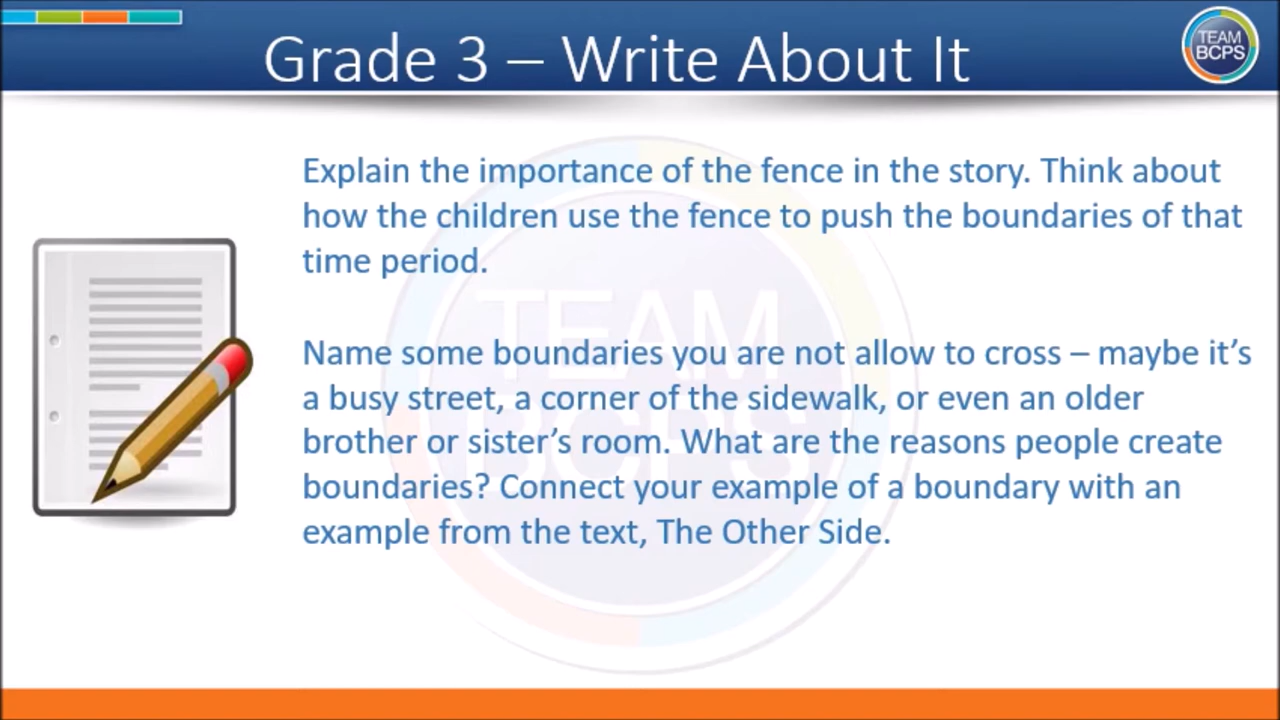 Grade 3 – Write About It
TEAM
BCPS
Explain the importance of the fence in the story. Think about
how the children use the fence to push the boundaries of that
time period.
Name some boundaries you are not allow to cross – maybe it’s
a busy street, a corner of the sidewalk, or even an older
brother or sister’s room. What are the reasons people create
boundaries? Connect your example of a boundary with an
example from the text, The Other Side.
TEAM
BCPS